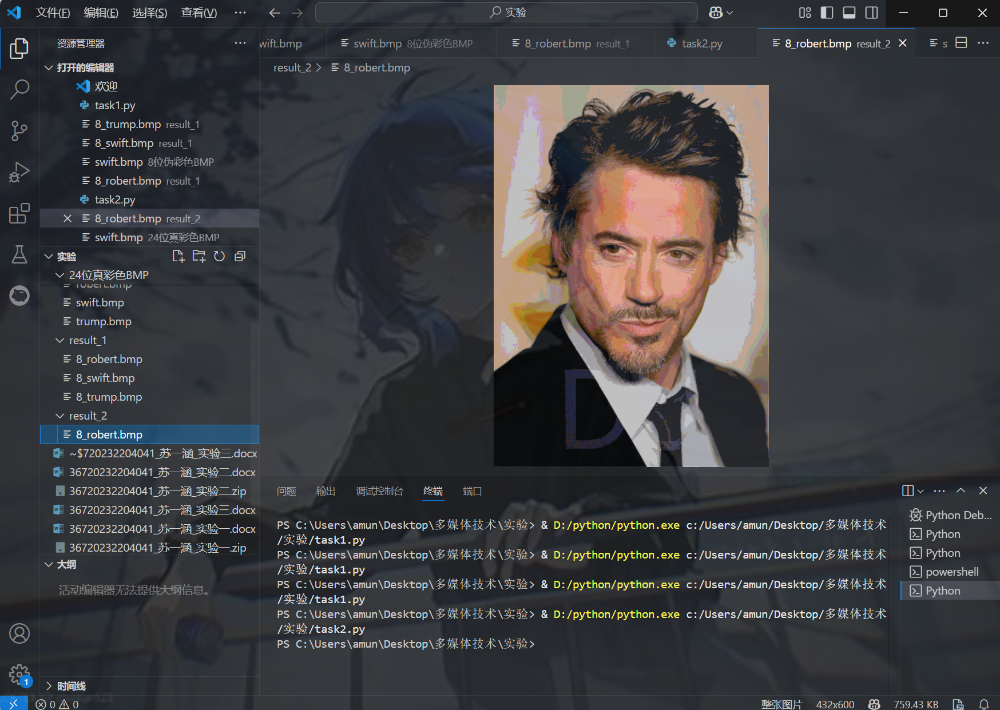 文件(F) 编辑(E) 选择(S) 查看(V) ··· 实验
资源管理器 ···
wift.bmp
swift.bmp 8位伪彩色BMP
8_robert.bmp result_1
task2.py
8_robert.bmp result_2
s
result_2 > 8_robert.bmp
打开的编辑器
欢迎
task1.py
8_trump.bmp result_1
8_swift.bmp result_1
swift.bmp 8位伪彩色BMP
8_robert.bmp result_1
task2.py
8_robert.bmp result_2
swift.bmp 24位真彩色BMP
实验
24位真彩色BMP
robert.bmp
swift.bmp
trump.bmp
result_1
8_robert.bmp
8_swift.bmp
8_trump.bmp
result_2
8_robert.bmp
~$720232204041_苏一涵_实验三.docx
36720232204041_苏一涵_实验二.docx
36720232204041_苏一涵_实验二.zip
36720232204041_苏一涵_实验三.docx
36720232204041_苏一涵_实验一.docx
36720232204041_苏一涵_实验一.zip
大纲
活动编辑器无法提供大纲信息。
时间线
D
问题 输出 调试控制台 终端 端口
PS C:\Users\amun\Desktop\多媒体技术\实验> & D:/python/python.exe c:/Users/amun/Desktop/多媒体技术
/实验/task1.py
PS C:\Users\amun\Desktop\多媒体技术\实验> & D:/python/python.exe c:/Users/amun/Desktop/多媒体技术
/实验/task1.py
PS C:\Users\amun\Desktop\多媒体技术\实验> & D:/python/python.exe c:/Users/amun/Desktop/多媒体技术
/实验/task1.py
PS C:\Users\amun\Desktop\多媒体技术\实验> & D:/python/python.exe c:/Users/amun/Desktop/多媒体技术
/实验/task2.py
PS C:\Users\amun\Desktop\多媒体技术\实验>
Python Deb...
Python
Python
powershell
Python
1
0 0
整张图片 432x600 759.43 KB